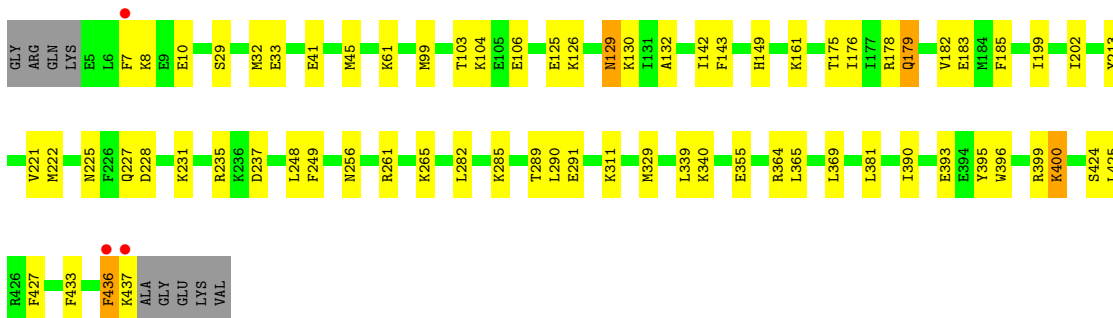 GLY ARG GLN LYS E5 L6 F7 K8 E9 E10 S29 M32 E33 E41 M45 K61 M99 T103 K104 E105 E106 E125 K126 N129 K130 I131 A132 I142 F143 H149 K161 T175 I176 I177 R178 Q179 V182 E183 M184 F185 I199 I202
V221 M222 N225 F226 Q227 D228 K231 R235 K236 D237 L248 F249 N256 R261 K265 L282 K285 T289 L290 E291 K311 M329 L339 K340 E355 R364 L365 L369 L381 I390 E393 E394 Y395 W396 R399 K400 S424
R426 F427 F433 F436 K437 ALA GLY GLU LYS VAL